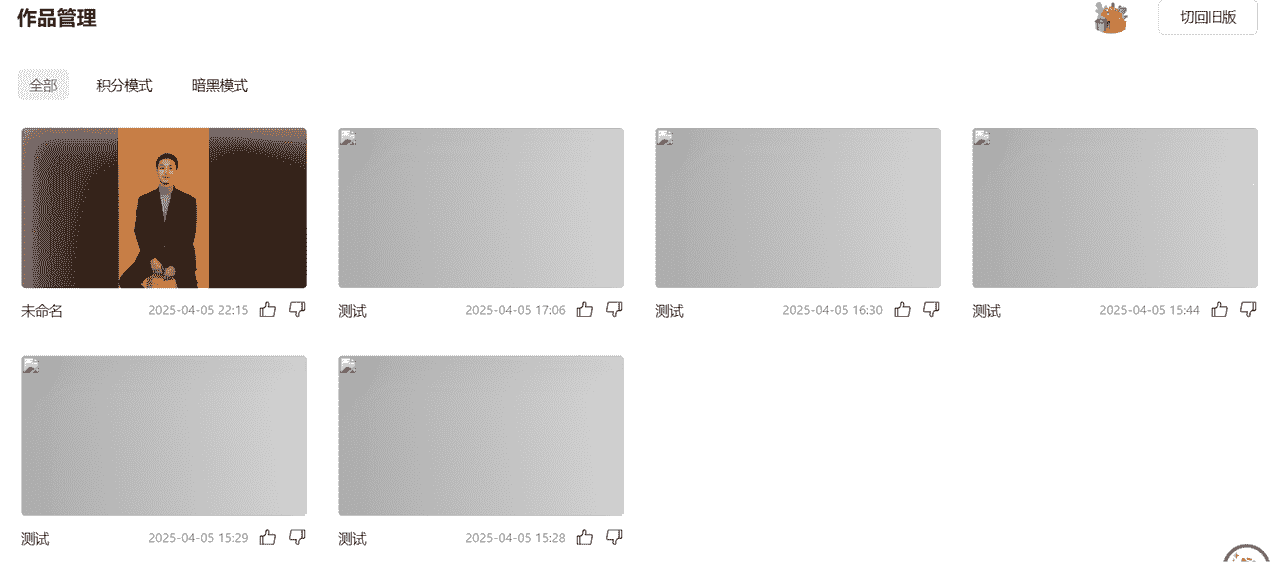 作品管理
切回旧版
全部 积分模式 暗黑模式
未命名 2025-04-05 22:15
测试 2025-04-05 17:06
测试 2025-04-05 16:30
测试 2025-04-05 15:44
测试 2025-04-05 15:29
测试 2025-04-05 15:28